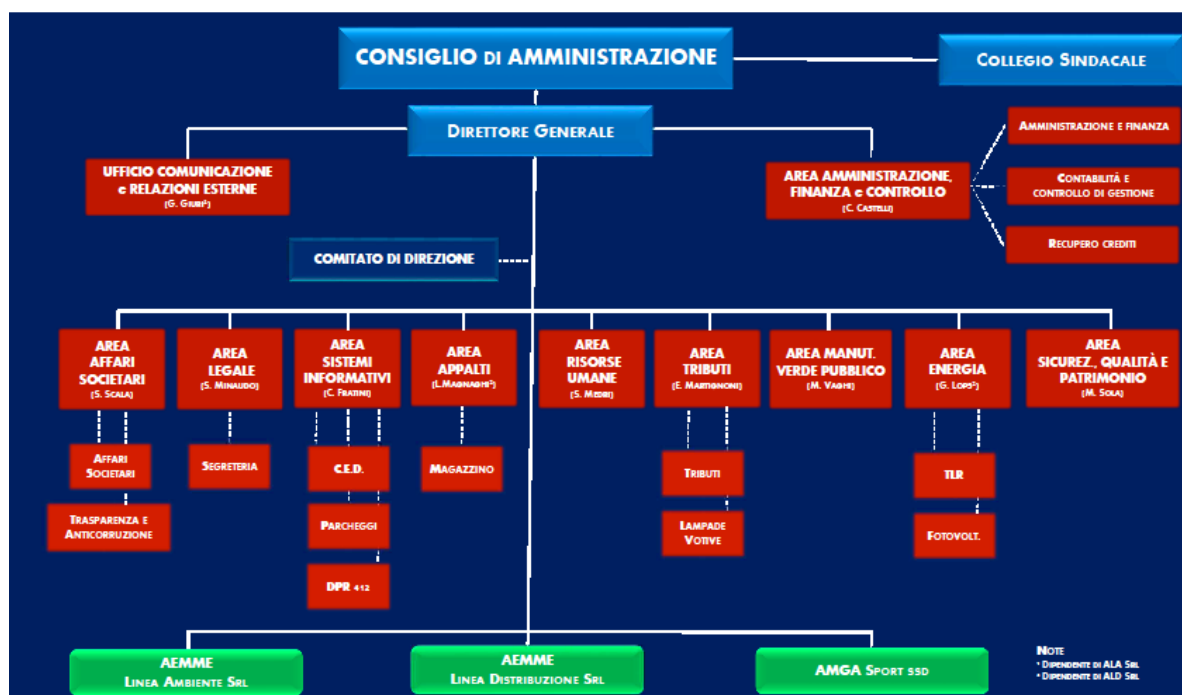 CONSIGLIO DI AMMINISTRAZIONE
COLLEGIO SINDACALE
DIRETTORE GENERALE
AMMINISTRAZIONE E FINANZA
UFFICIO COMUNICAZIONE
e RELAZIONI ESTERNE
AREA AMMINISTRAZIONE,
FINANZA e CONTROLLO
(C. CASTELLI)
CONTABILITÀ E
CONTROLLO DI GESTIONE
RECUPERO CREDITI
COMITATO DI DIREZIONE
AREA
AFFARI
SOCIETARI
(S. SCALA)
AREA
LEGALE
(S. MINAUDO)
AREA
SISTEMI
INFORMATIVI
(C. FRATINI)
AREA
APPALTI
(L.MAGNAGHI²)
AREA
RISORSE
UMANE
(S. MEDRI)
AREA
TRIBUTI
(E. MARTIGNONI)
AREA MANUT.
VERDE PUBBLICO
(M. VAGHI)
AREA
ENERGIA
(G. LOPS²)
AREA
SICUREZ., QUALITÀ E
PATRIMONIO
(M. SOLA)
AFFARI
SOCIETARI
TRASPARENZA E
ANTICORRUZIONE
SEGRETERIA
C.E.D.
PARCHEGGI
DPR 412
MAGAZZINO
TRIBUTI
LAMPADE
VOTIVE
TLR
FOTOVOLT.
AEMME
LINEA AMBIENTE SRL
AEMME
LINEA DISTRIBUZIONE SRL
AMGA SPORT SSD
NOTE
DIPENDENTE DI ALA SRL
DIPENDENTE DI ALD SRL